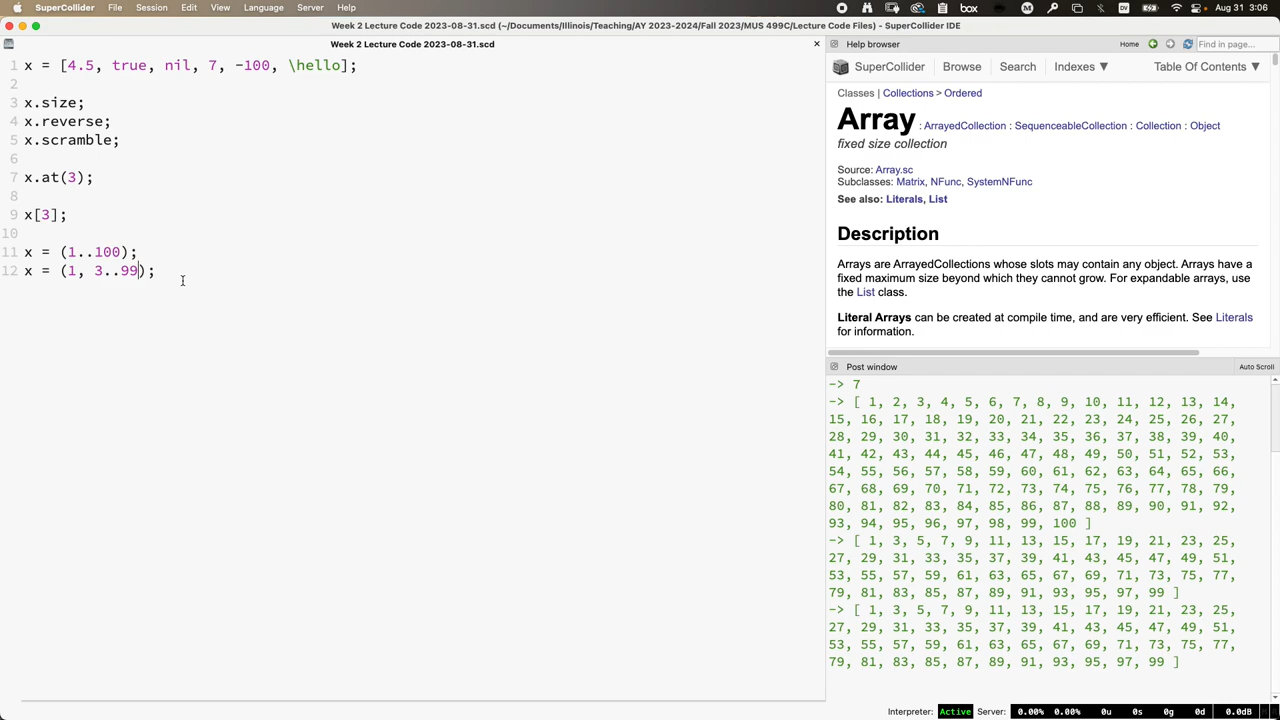 SuperCollider File Session Edit View Language Server Help box Thu Aug 31 3:06
Week 2 Lecture Code 2023-08-31.scd (~/Documents/Illinois/Teaching/AY 2023-2024/Fall 2023/MUS 499C/Lecture Code Files) - SuperCollider IDE
Week 2 Lecture Code 2023-08-31.scd
1 x = [4.5, true, nil, 7, -100, \hello];
2
3 x.size;
4 x.reverse;
5 x.scramble;
6
7 x.at(3);
8
9 x[3];
10
11 x = (1..100);
12 x = (1, 3..99);
Help browser Home Find in page...
SuperCollider Browse Search Indexes ▼ Table Of Contents ▼
Classes | Collections > Ordered
Array : ArrayedCollection : SequenceableCollection : Collection : Object
fixed size collection
Source: Array.sc
Subclasses: Matrix, NFunc, SystemNFunc
See also: Literals, List
Description
Arrays are ArrayedCollections whose slots may contain any object. Arrays have a
fixed maximum size beyond which they cannot grow. For expandable arrays, use
the List class.
Literal Arrays can be created at compile time, and are very efficient. See Literals
for information.
Post window Auto Scroll
-> 7
-> [ 1, 2, 3, 4, 5, 6, 7, 8, 9, 10, 11, 12, 13, 14,
15, 16, 17, 18, 19, 20, 21, 22, 23, 24, 25, 26, 27,
28, 29, 30, 31, 32, 33, 34, 35, 36, 37, 38, 39, 40,
41, 42, 43, 44, 45, 46, 47, 48, 49, 50, 51, 52, 53,
54, 55, 56, 57, 58, 59, 60, 61, 62, 63, 64, 65, 66,
67, 68, 69, 70, 71, 72, 73, 74, 75, 76, 77, 78, 79,
80, 81, 82, 83, 84, 85, 86, 87, 88, 89, 90, 91, 92,
93, 94, 95, 96, 97, 98, 99, 100 ]
-> [ 1, 3, 5, 7, 9, 11, 13, 15, 17, 19, 21, 23, 25,
27, 29, 31, 33, 35, 37, 39, 41, 43, 45, 47, 49, 51,
53, 55, 57, 59, 61, 63, 65, 67, 69, 71, 73, 75, 77,
79, 81, 83, 85, 87, 89, 91, 93, 95, 97, 99 ]
-> [ 1, 3, 5, 7, 9, 11, 13, 15, 17, 19, 21, 23, 25,
27, 29, 31, 33, 35, 37, 39, 41, 43, 45, 47, 49, 51,
53, 55, 57, 59, 61, 63, 65, 67, 69, 71, 73, 75, 77,
79, 81, 83, 85, 87, 89, 91, 93, 95, 97, 99 ]
Interpreter: Active Server: 0.00% 0.00% 0u 0s 0g 0d 0.0dB